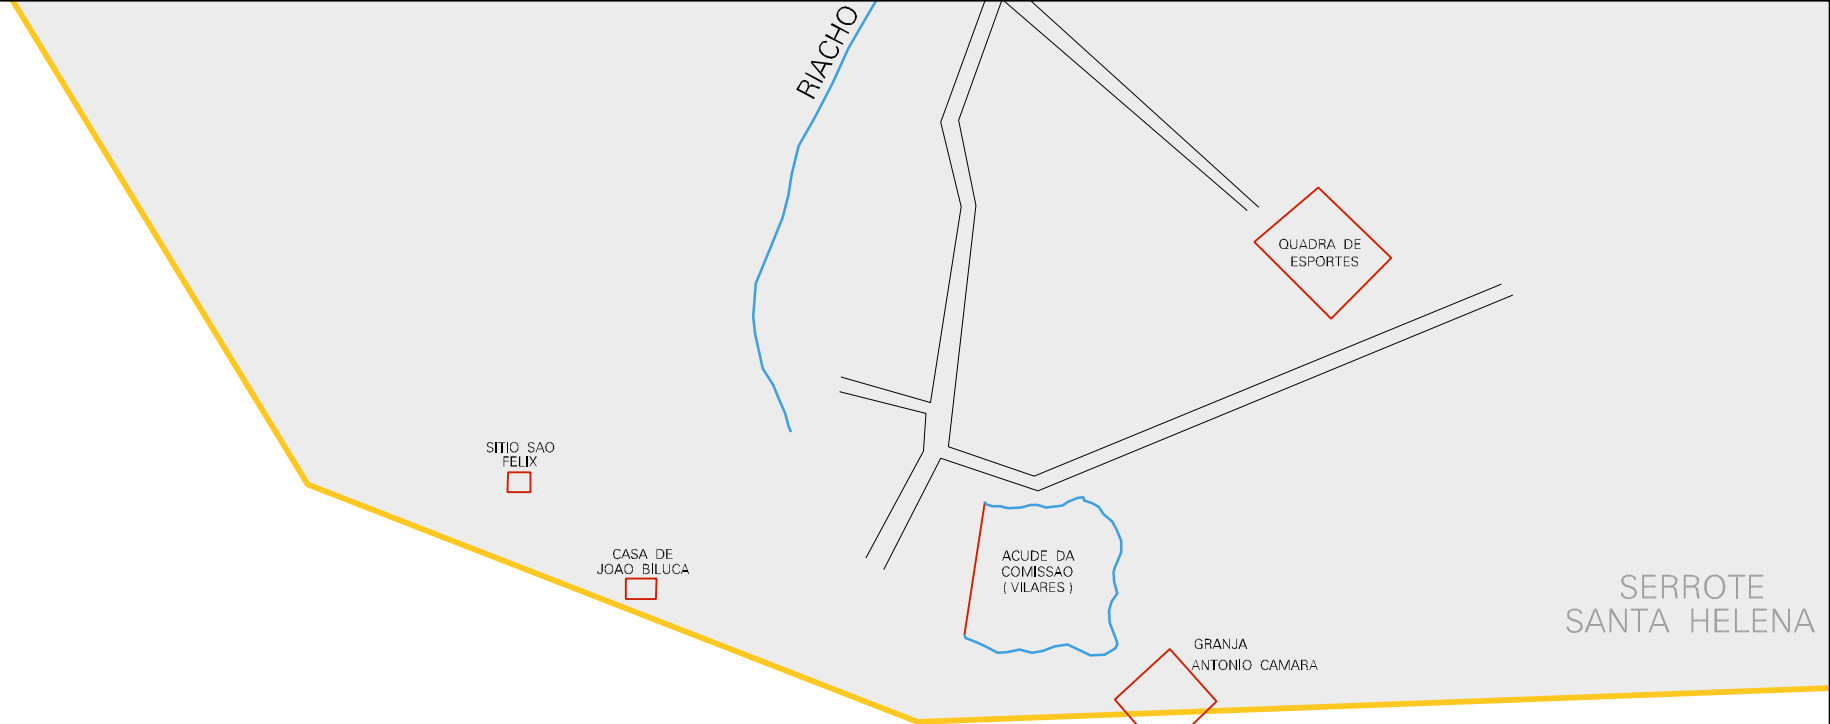 RIACHO
QUADRA DE
ESPORTES
SITIO SAO
FELIX
CASA DE
JOAO BILUCA
ACUDE DA
COMISSAO
( VILARES )
SERROTE
SANTA HELENA
GRANJA
ANTONIO CAMARA